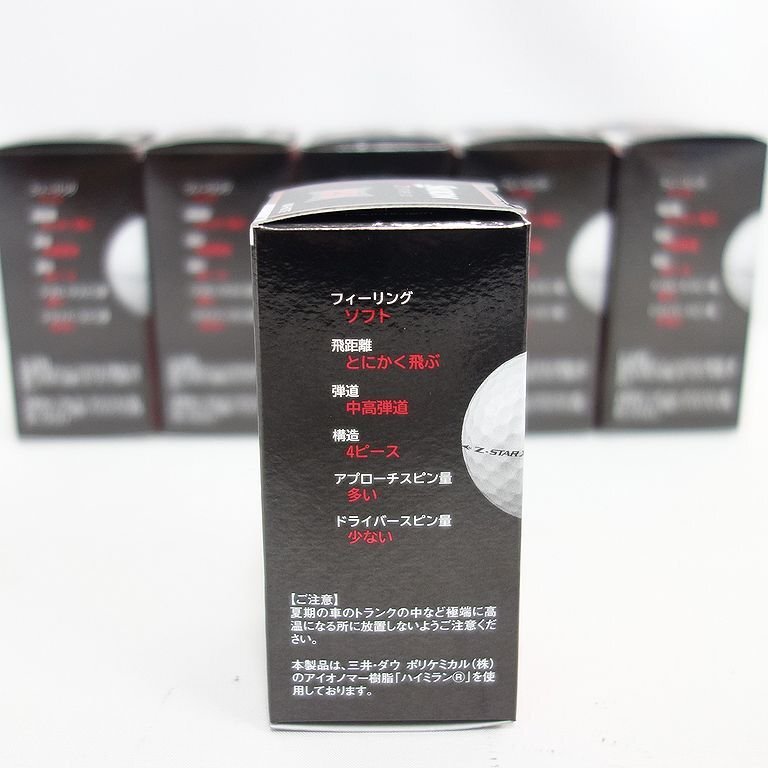 フィーリング
ソフト
飛距離
とにかく飛ぶ
弾道
中高弾道
構造
4ピース
アプローチスピン量
多い
ドライバースピン量
少ない
Z-STAR
【ご注意】
夏期の車のトランクの中など極端に高
温になる所に放置しないようご注意くだ
さい。
本製品は、三井・ダウ ポリケミカル(株)
のアイオノマー樹脂「ハイミラン®」を使
用しております。